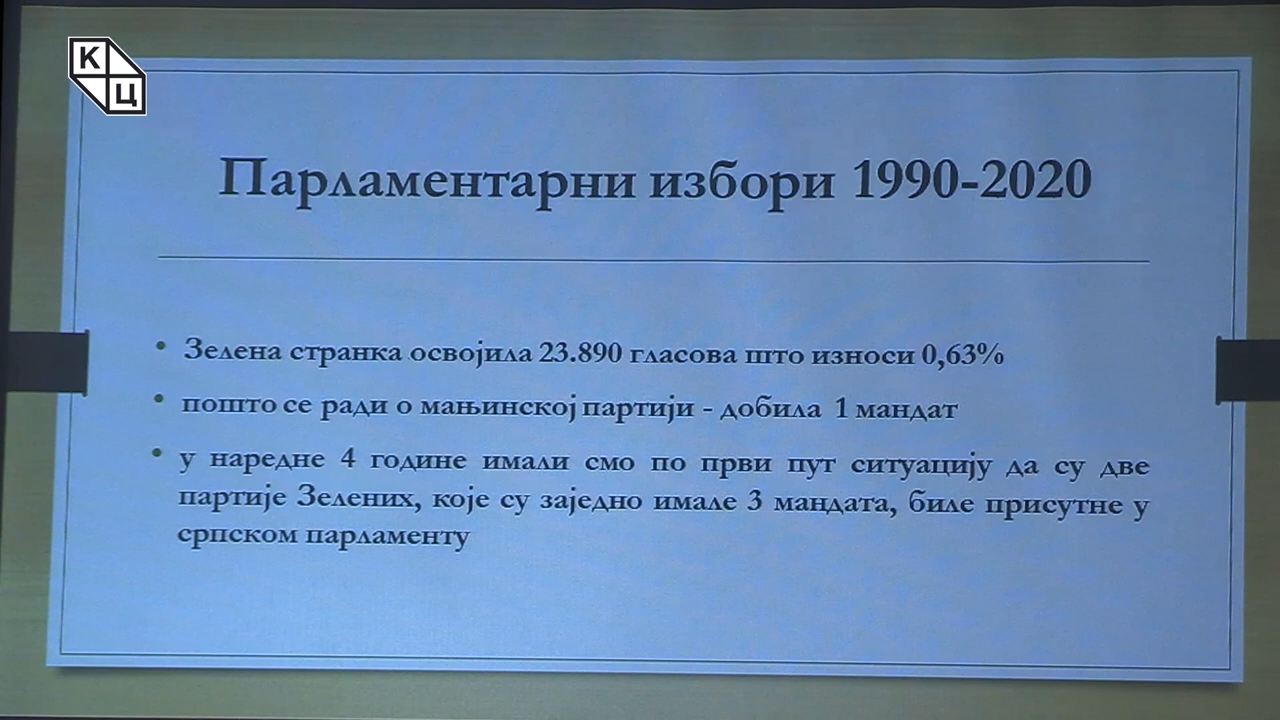 К
Ц
Парламентарни избори 1990-2020
• Зелена странка освојила 23.890 гласова што износи 0,63%
• пошто се ради о мањинској партији - добила 1 мандат
• у наредне 4 године имали смо по први пут ситуацију да су две
партије Зелених, које су заједно имале 3 мандата, биле присутне у
српском парламенту